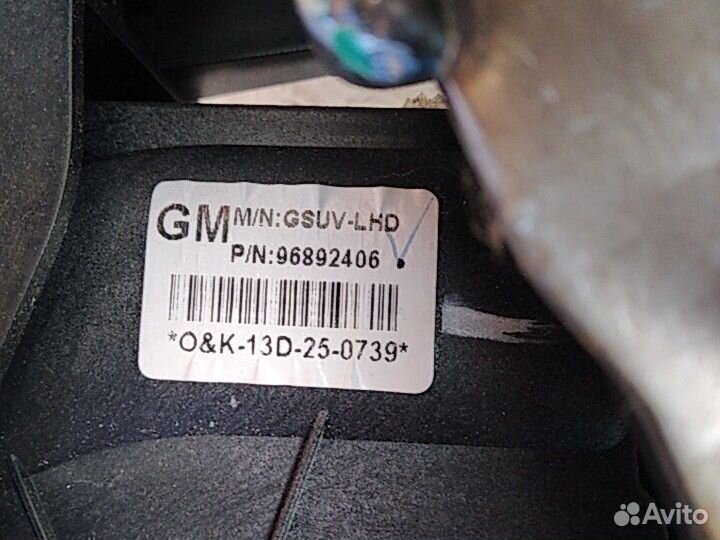 GM M/N:GSUV-LHD
P/N:96892406
*O&K-13D-25-0739*
Avito